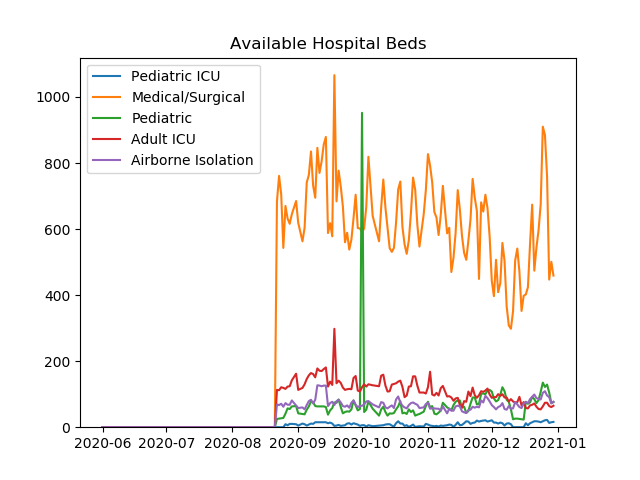 Available Hospital Beds
Pediatric ICU
Medical/Surgical
Pediatric
Adult ICU
Airborne Isolation
1000
800
600
400
200
0
2020-06 2020-07 2020-08 2020-09 2020-10 2020-11 2020-12 2021-01